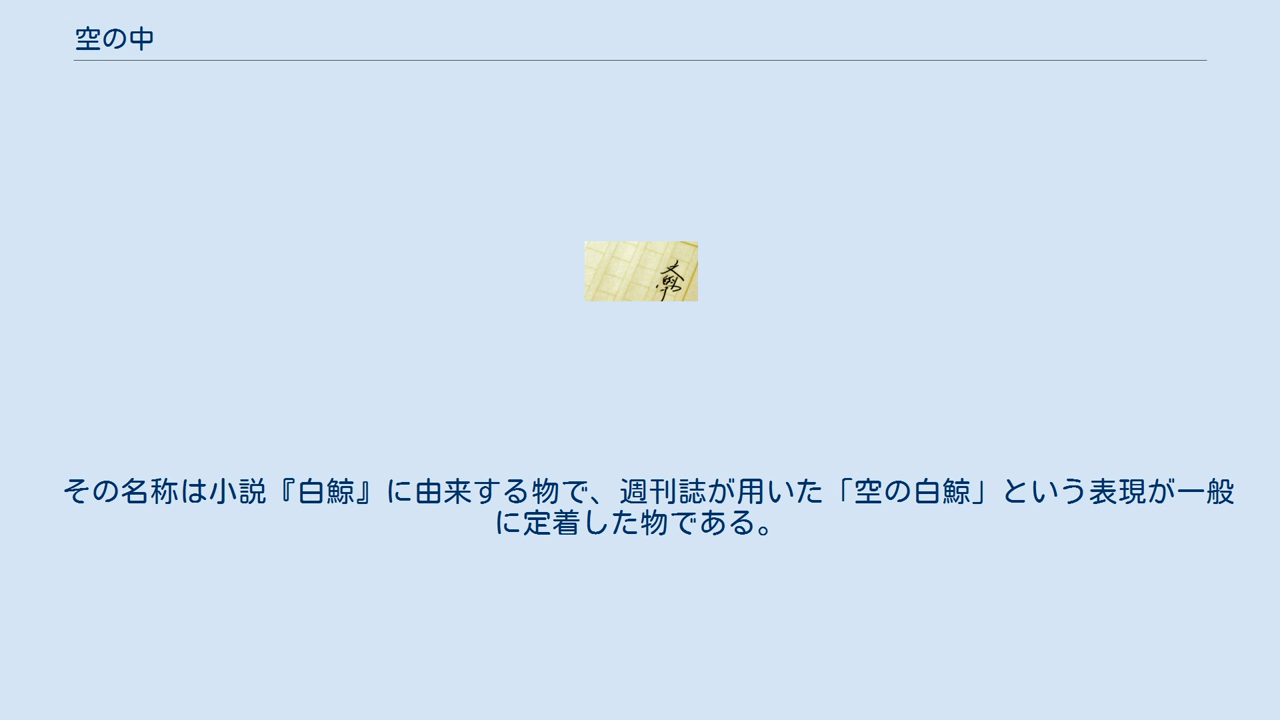 空の中
その名称は小説『白鯨』に由来する物で、週刊誌が用いた「空の白鯨」という表現が一般
に定着した物である。